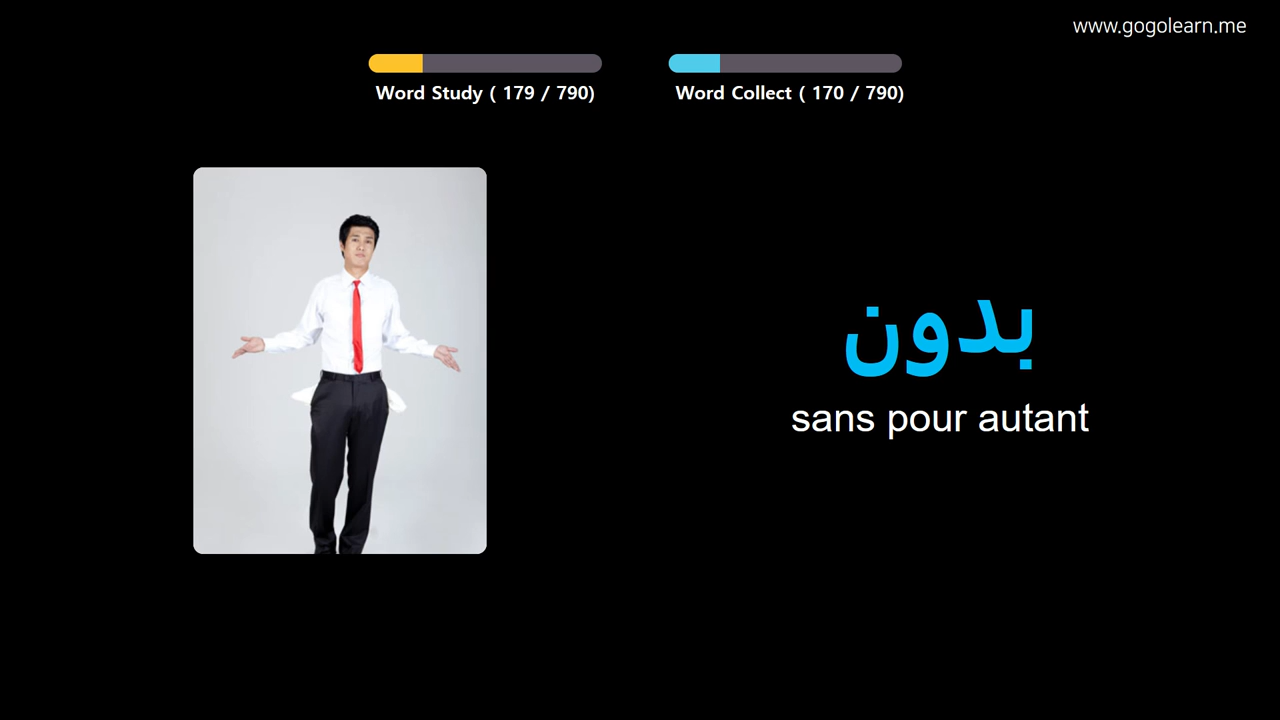 www.gogolearn.me
Word Study ( 179 / 790)
Word Collect ( 170 / 790)
بدون
sans pour autant